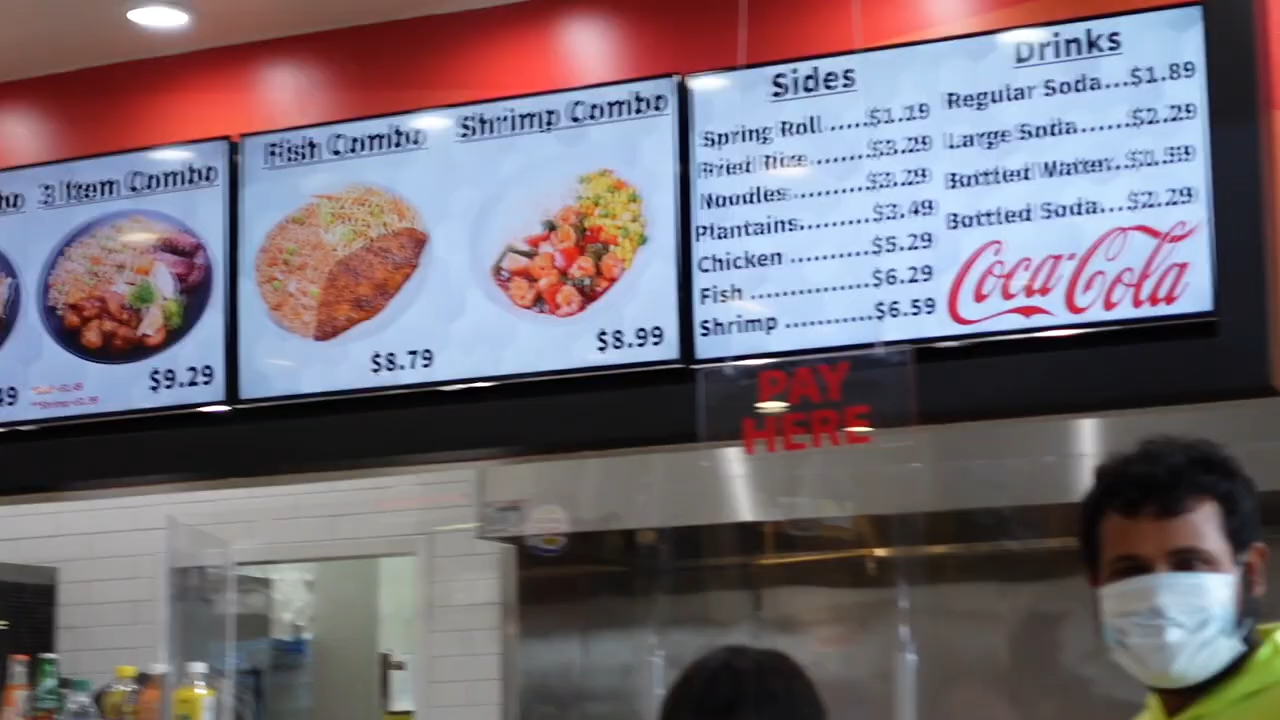 3 Item Combo
$9.29
Fish Combo
$8.79
Shrimp Combo
$8.99
Sides
Spring Roll.....$1.19
Fried Rice.........$3.29
Noodles..........$3.29
Plantains.........$3.49
Chicken ...........$5.29
Fish ................$6.29
Shrimp ...........$6.59
Drinks
Regular Soda...$1.89
Large Soda......$2.29
Bottled Water.
Bottled Soda...$2.29
Coca-Cola
PAY
HERE